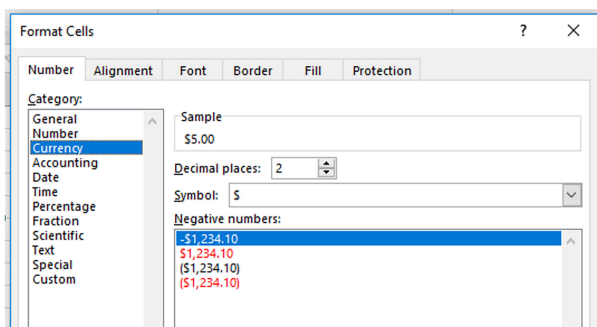 Format Cells ? ×
Number Alignment Font Border Fill Protection
Category:
General
Number
Currency
Accounting
Date
Time
Percentage
Fraction
Scientific
Text
Special
Custom
Sample
$5.00
Decimal places: 2
Symbol: $
Negative numbers:
-$1,234.10
$1,234.10
($1,234.10)
($1,234.10)